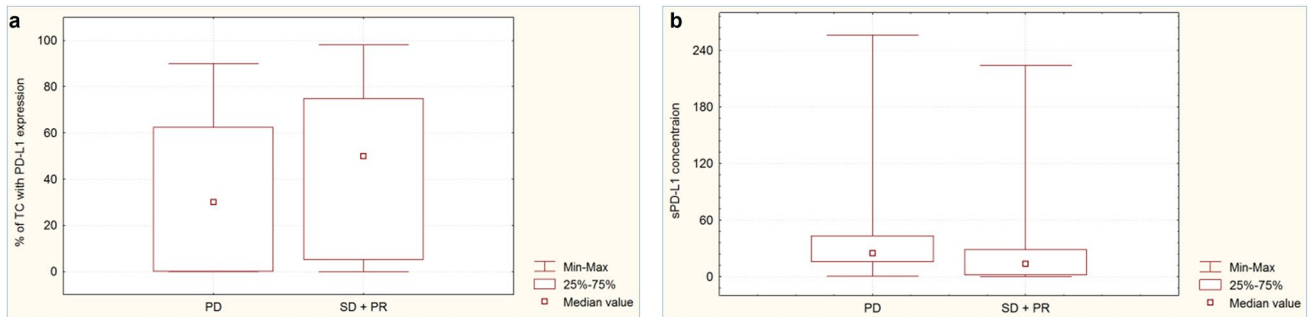 a
% of TC with PD-L1 expression
100
80
60
40
20
0
PD
SD + PR
Min-Max
25%-75%
Median value
b
sPD-L1 concentraion
240
180
120
60
0
PD
SD + PR
Min-Max
25%-75%
Median value